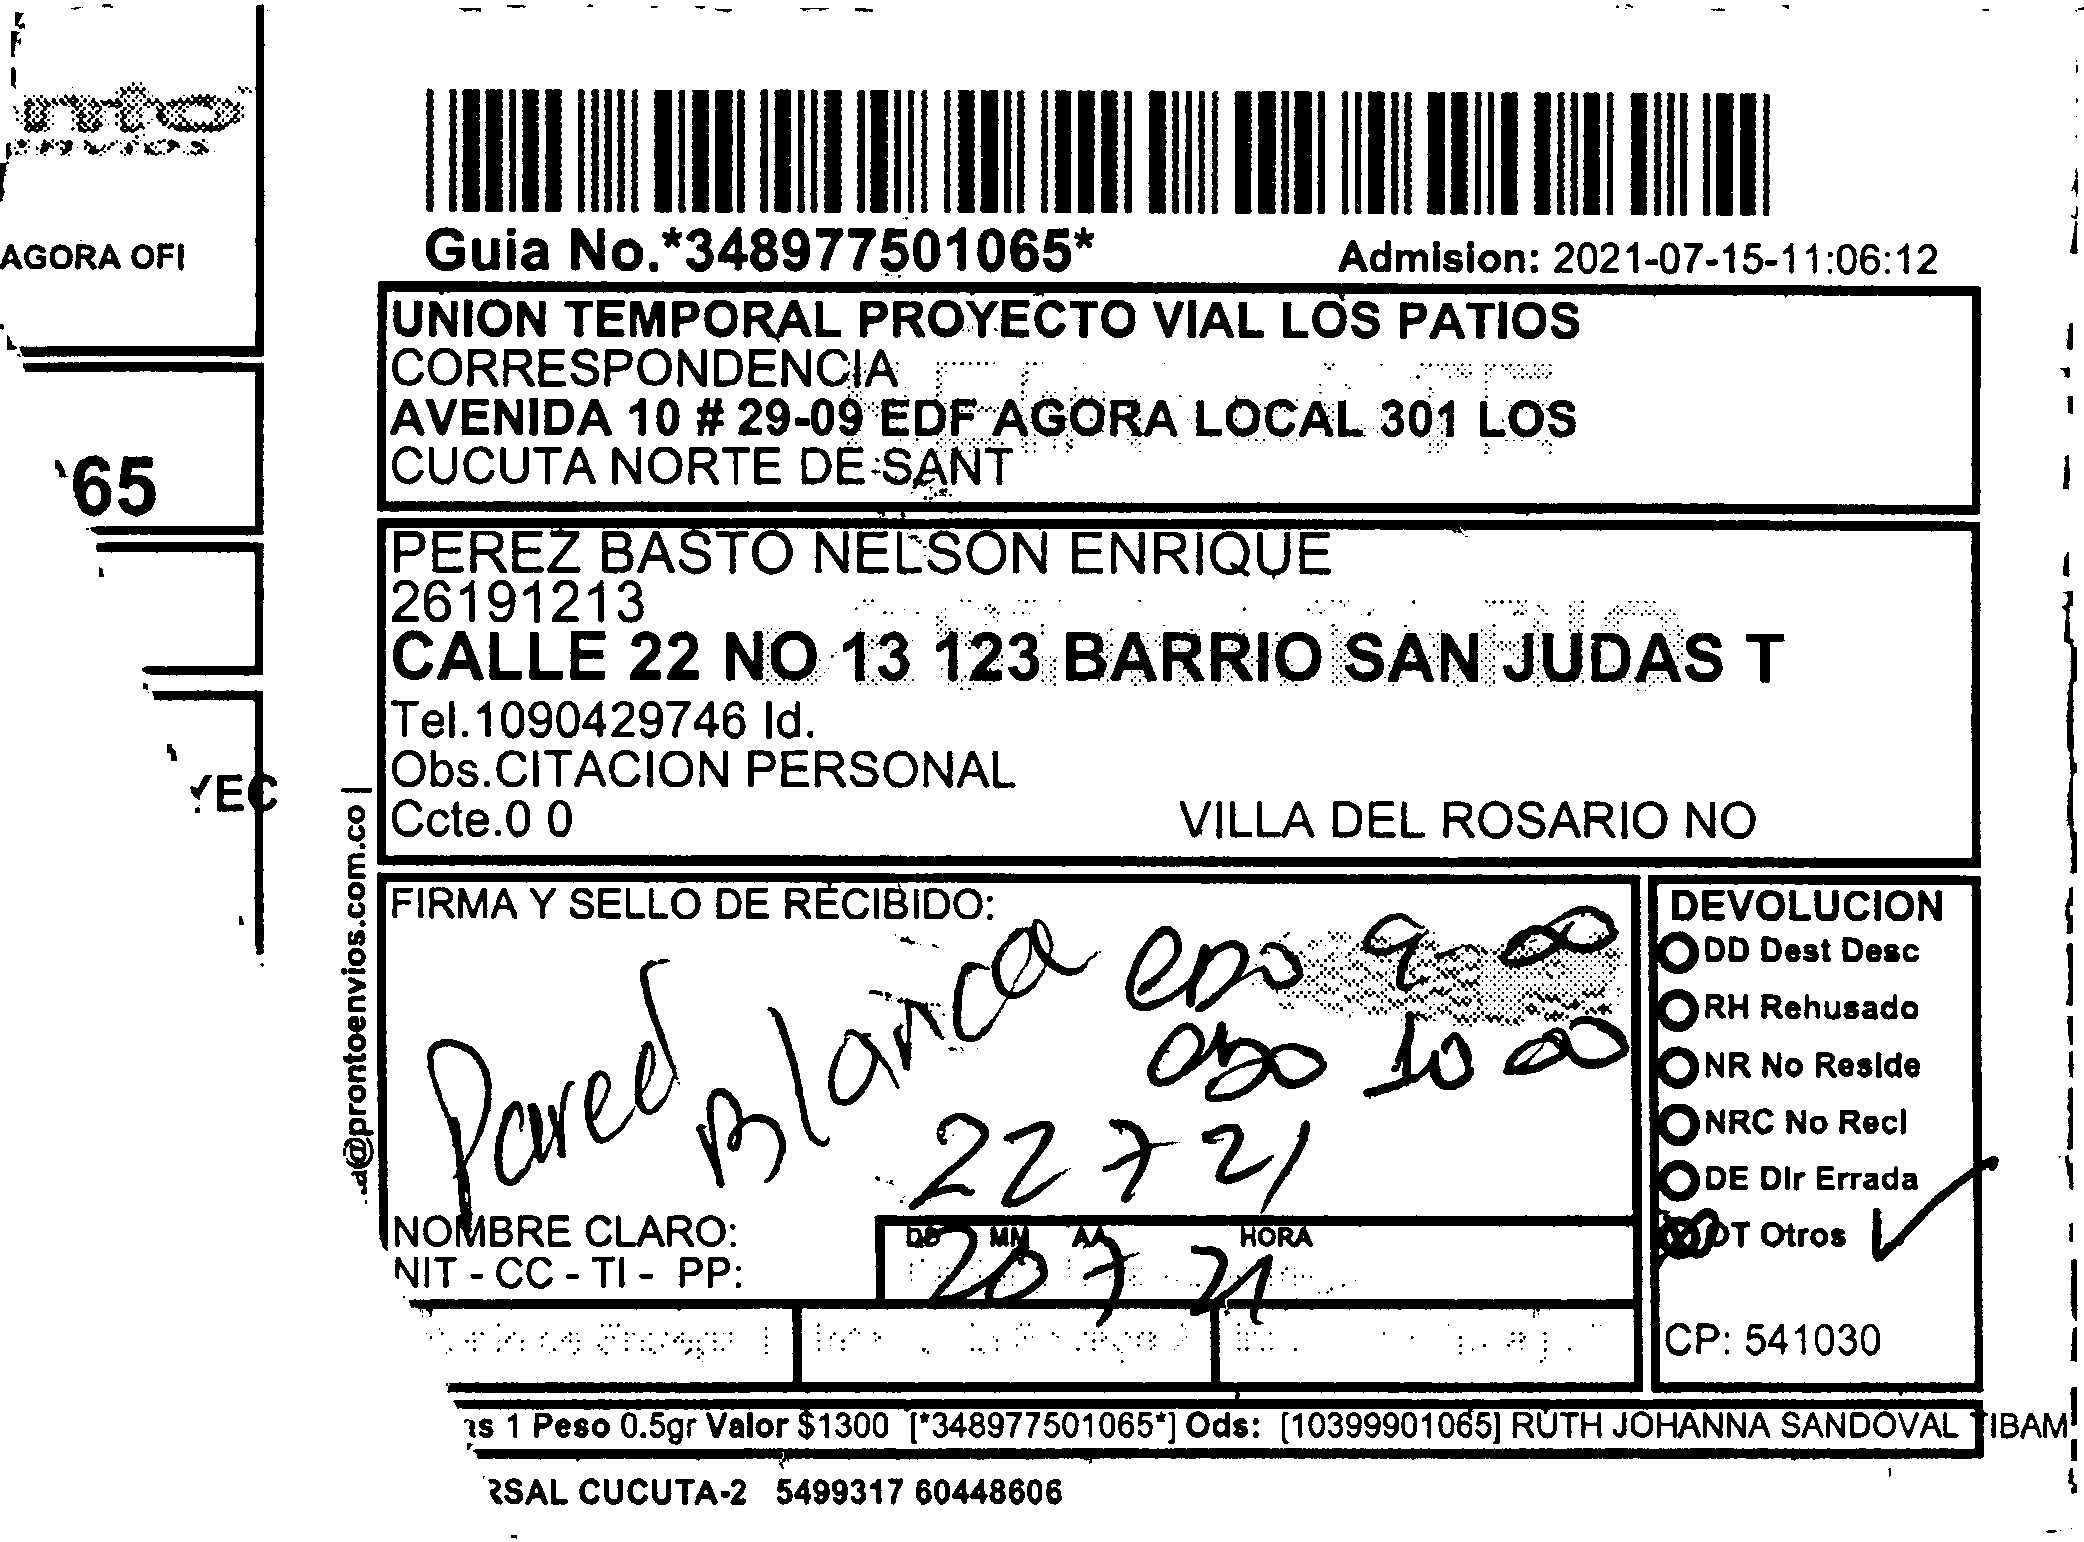 AGORA OFI
65
YEC
Guia No.*348977501065*
Admision: 2021-07-15-11:06:12
UNION TEMPORAL PROYECTO VIAL LOS PATIOS
CORRESPONDENCIA
AVENIDA 10 # 29-09 EDF AGORA LOCAL 301 LOS
CUCUTA NORTE DE SANT
PEREZ BASTO NELSON ENRIQUE
26191213
CALLE 22 NO 13 123 BARRIO SAN JUDAS T
Tel.1090429746 Id.
Obs.CITACION PERSONAL
Ccte.0 0
VILLA DEL ROSARIO NO
@prontoenvios.com.co |
FIRMA Y SELLO DE RECIBIDO:
Pared Blanca
9-00
10 00
22 7 21
NOMBRE CLARO:
NIT - CC - TI - PP:
DD MM AA HORA
20 7 21
DEVOLUCION
DD Dest Desc
RH Rehusado
NR No Reside
NRC No Recl
DE Dir Errada
OT Otros
CP: 541030
1 Peso 0.5gr Valor $1300 [*348977501065*] Ods: [10399901065] RUTH JOHANNA SANDOVAL TIBAM
RSAL CUCUTA-2 5499317 60448606